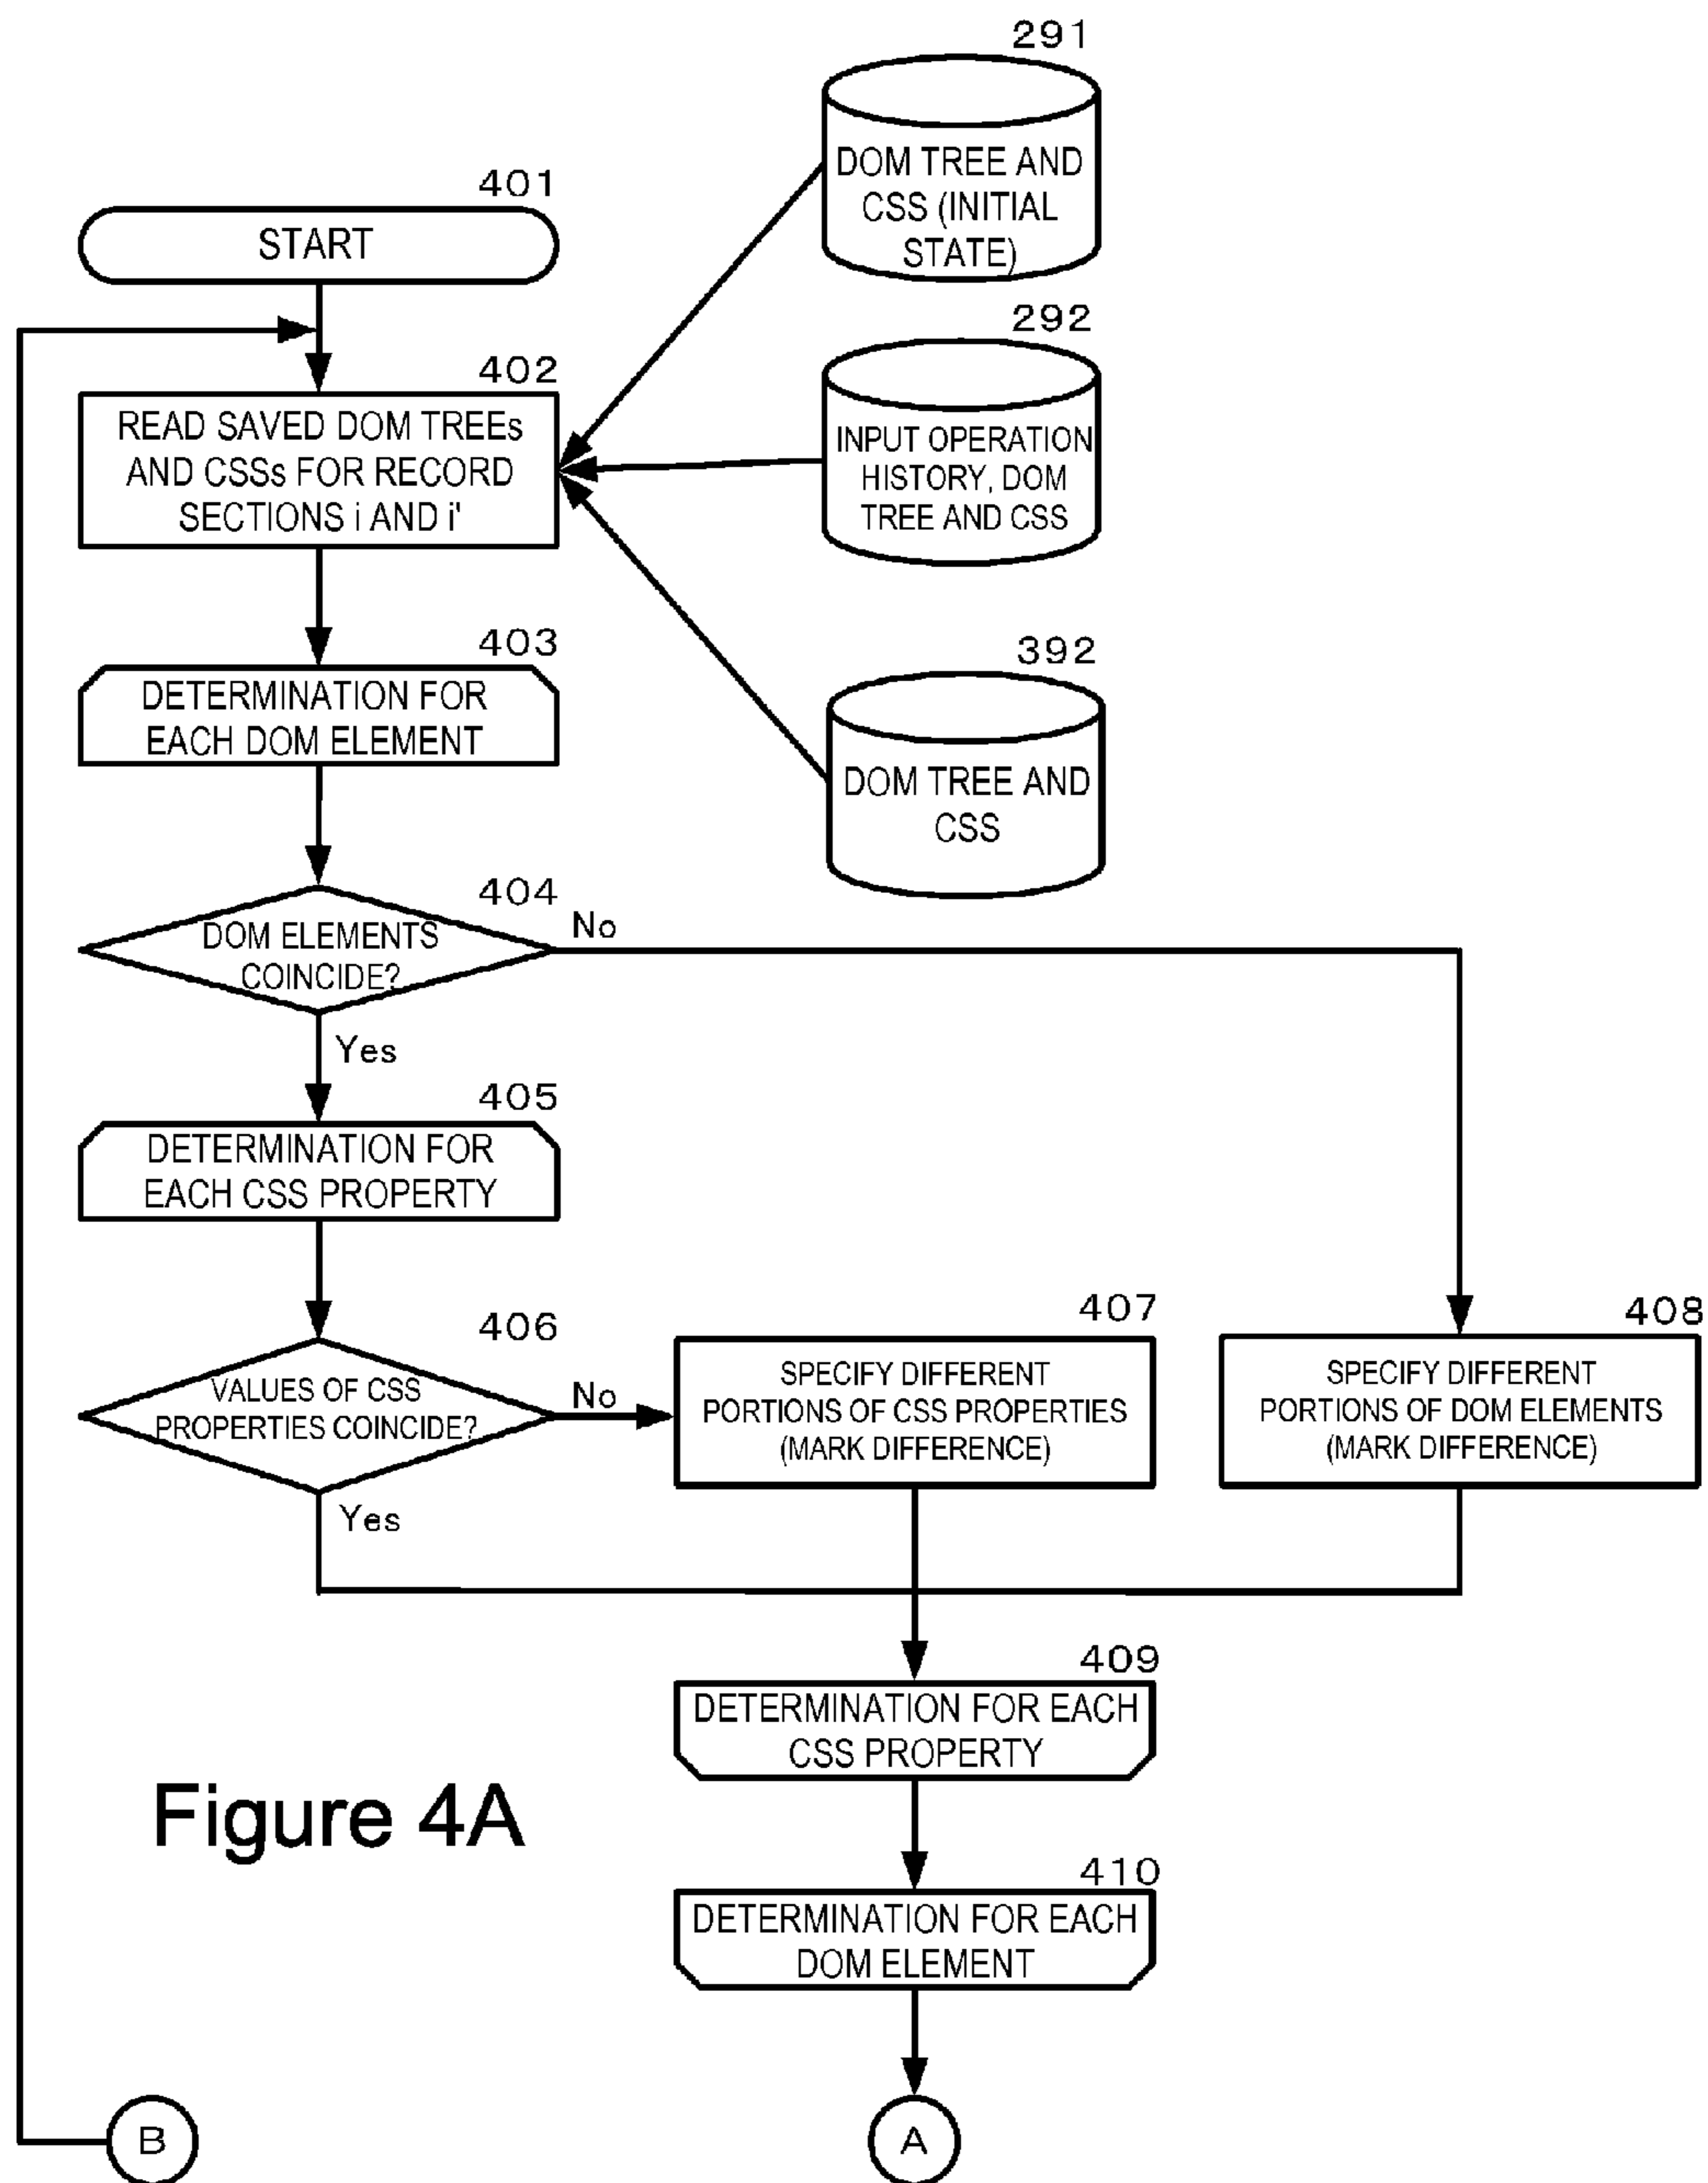 291
DOM TREE AND
CSS (INITIAL
STATE)
401
START
292
INPUT OPERATION
HISTORY, DOM
TREE AND CSS
402
READ SAVED DOM TREEs
AND CSSs FOR RECORD
SECTIONS i AND i'
392
DOM TREE AND
CSS
403
DETERMINATION FOR
EACH DOM ELEMENT
404
DOM ELEMENTS
COINCIDE?
No
Yes
405
DETERMINATION FOR
EACH CSS PROPERTY
406
VALUES OF CSS
PROPERTIES COINCIDE?
No
Yes
407
SPECIFY DIFFERENT
PORTIONS OF CSS PROPERTIES
(MARK DIFFERENCE)
408
SPECIFY DIFFERENT
PORTIONS OF DOM ELEMENTS
(MARK DIFFERENCE)
409
DETERMINATION FOR EACH
CSS PROPERTY
Figure 4A
410
DETERMINATION FOR EACH
DOM ELEMENT
B
A